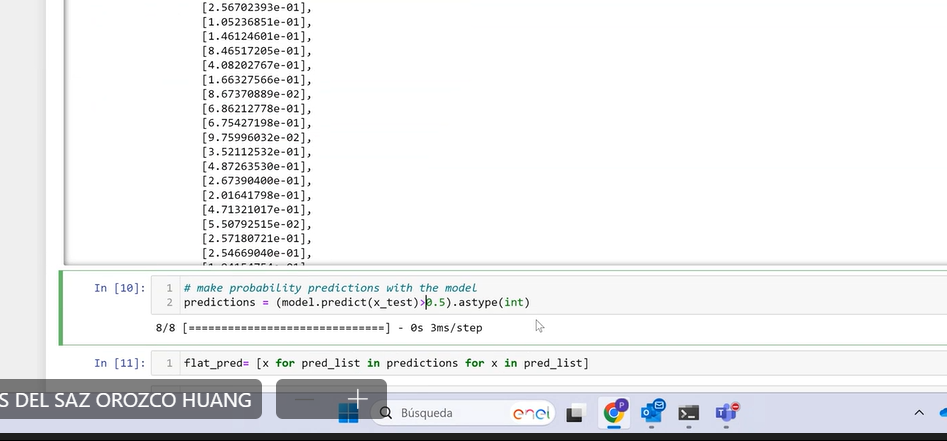 [2.56702393e-01],
[1.05236851e-01],
[1.46124601e-01],
[8.46517205e-01],
[4.08202767e-01],
[1.66327566e-01],
[8.67370889e-02],
[6.86212778e-01],
[6.75427198e-01],
[9.75996032e-02],
[3.52112532e-01],
[4.87263530e-01],
[2.67390400e-01],
[2.01641798e-01],
[4.71321017e-01],
[5.50792515e-02],
[2.57180721e-01],
[2.54669040e-01],
In [10]:
1 # make probability predictions with the model
2 predictions = (model.predict(x_test)>0.5).astype(int)
8/8 [==============================] - 0s 3ms/step
In [11]:
1 flat_pred= [x for pred_list in predictions for x in pred_list]
S DEL SAZ OROZCO HUANG
Búsqueda
enel
P